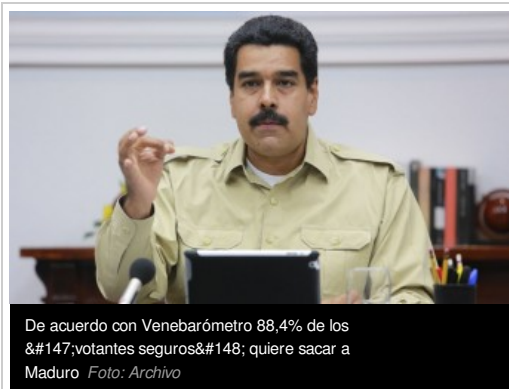 De acuerdo con Venebarómetro 88,4% de los
&#147;votantes seguros&#148; quiere sacar a
Maduro Foto: Archivo